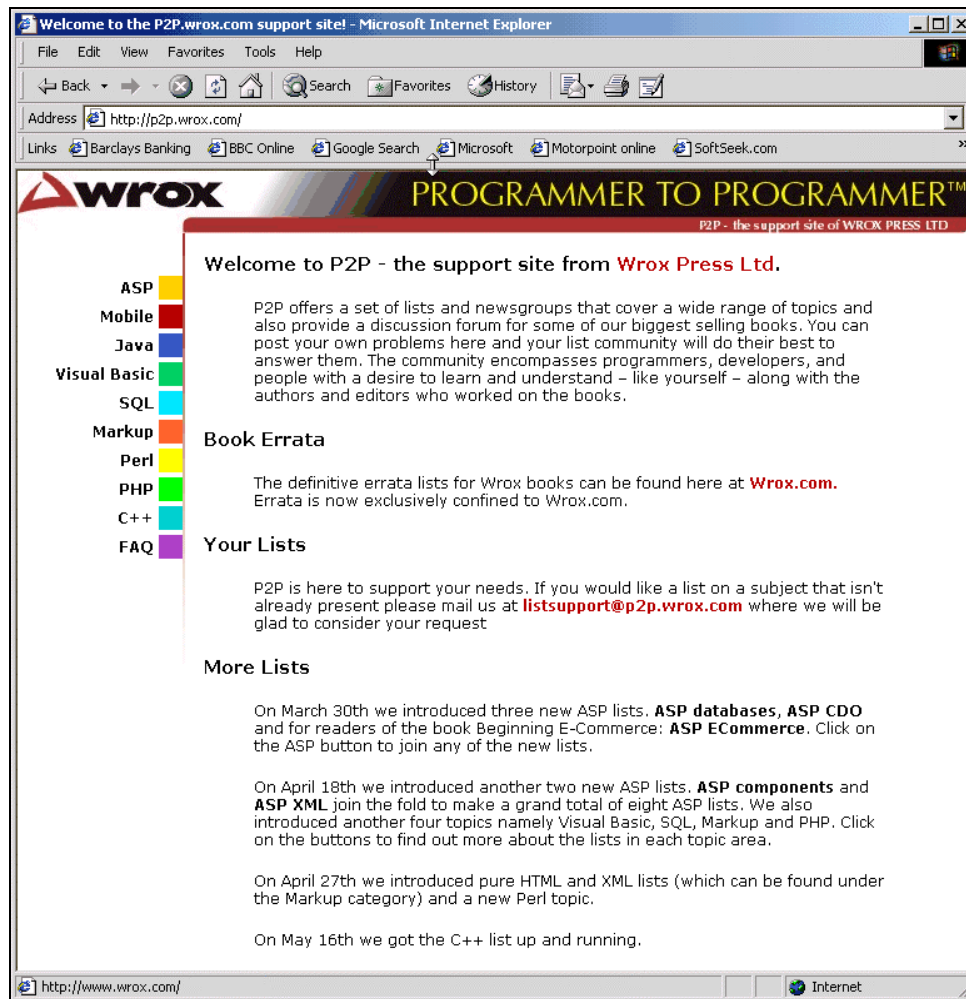 Welcome to the P2P.wrox.com support site! - Microsoft Internet Explorer
File Edit View Favorites Tools Help
Back Search Favorites History
Address http://p2p.wrox.com/
Links Barclays Banking BBC Online Google Search Microsoft Motorpoint online SoftSeek.com »
wrox PROGRAMMER TO PROGRAMMER™
P2P - the support site of WROX PRESS LTD
ASP
Mobile
Java
Visual Basic
SQL
Markup
Perl
PHP
C++
FAQ
Welcome to P2P - the support site from Wrox Press Ltd.
P2P offers a set of lists and newsgroups that cover a wide range of topics and
also provide a discussion forum for some of our biggest selling books. You can
post your own problems here and your list community will do their best to
answer them. The community encompasses programmers, developers, and
people with a desire to learn and understand – like yourself – along with the
authors and editors who worked on the books.
Book Errata
The definitive errata lists for Wrox books can be found here at Wrox.com.
Errata is now exclusively confined to Wrox.com.
Your Lists
P2P is here to support your needs. If you would like a list on a subject that isn't
already present please mail us at listsupport@p2p.wrox.com where we will be
glad to consider your request
More Lists
On March 30th we introduced three new ASP lists. ASP databases, ASP CDO
and for readers of the book Beginning E-Commerce: ASP ECommerce. Click on
the ASP button to join any of the new lists.
On April 18th we introduced another two new ASP lists. ASP components and
ASP XML join the fold to make a grand total of eight ASP lists. We also
introduced another four topics namely Visual Basic, SQL, Markup and PHP. Click
on the buttons to find out more about the lists in each topic area.
On April 27th we introduced pure HTML and XML lists (which can be found under
the Markup category) and a new Perl topic.
On May 16th we got the C++ list up and running.
http://www.wrox.com/ Internet